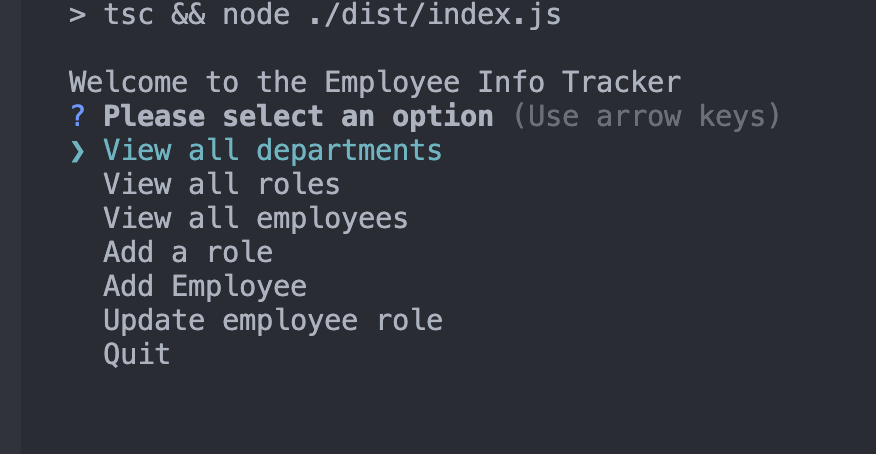 > tsc && node ./dist/index.js
Welcome to the Employee Info Tracker
? Please select an option (Use arrow keys)
❯ View all departments
View all roles
View all employees
Add a role
Add Employee
Update employee role
Quit